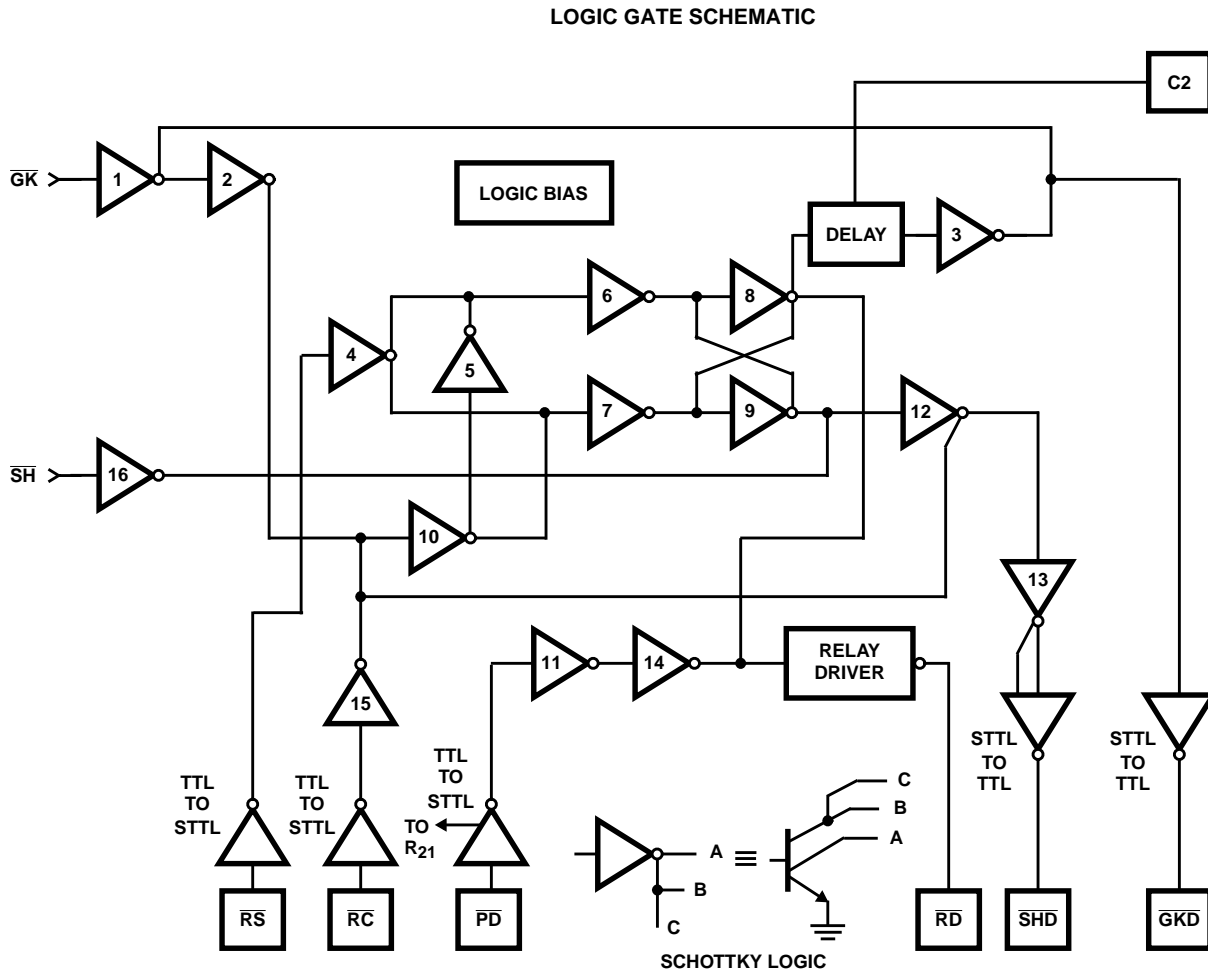 LOGIC GATE SCHEMATIC
C2
GK
1
2
LOGIC BIAS
DELAY
3
6
8
4
5
7
9
12
SH
16
10
13
11
14
RELAY
DRIVER
15
TTL
TO
STTL
TTL
TO
STTL
TTL
TO
STTL
TO
R21
STTL
TO
TTL
STTL
TO
TTL
C
B
A
A
B
C
RS
RC
PD
RD
SHD
GKD
SCHOTTKY LOGIC